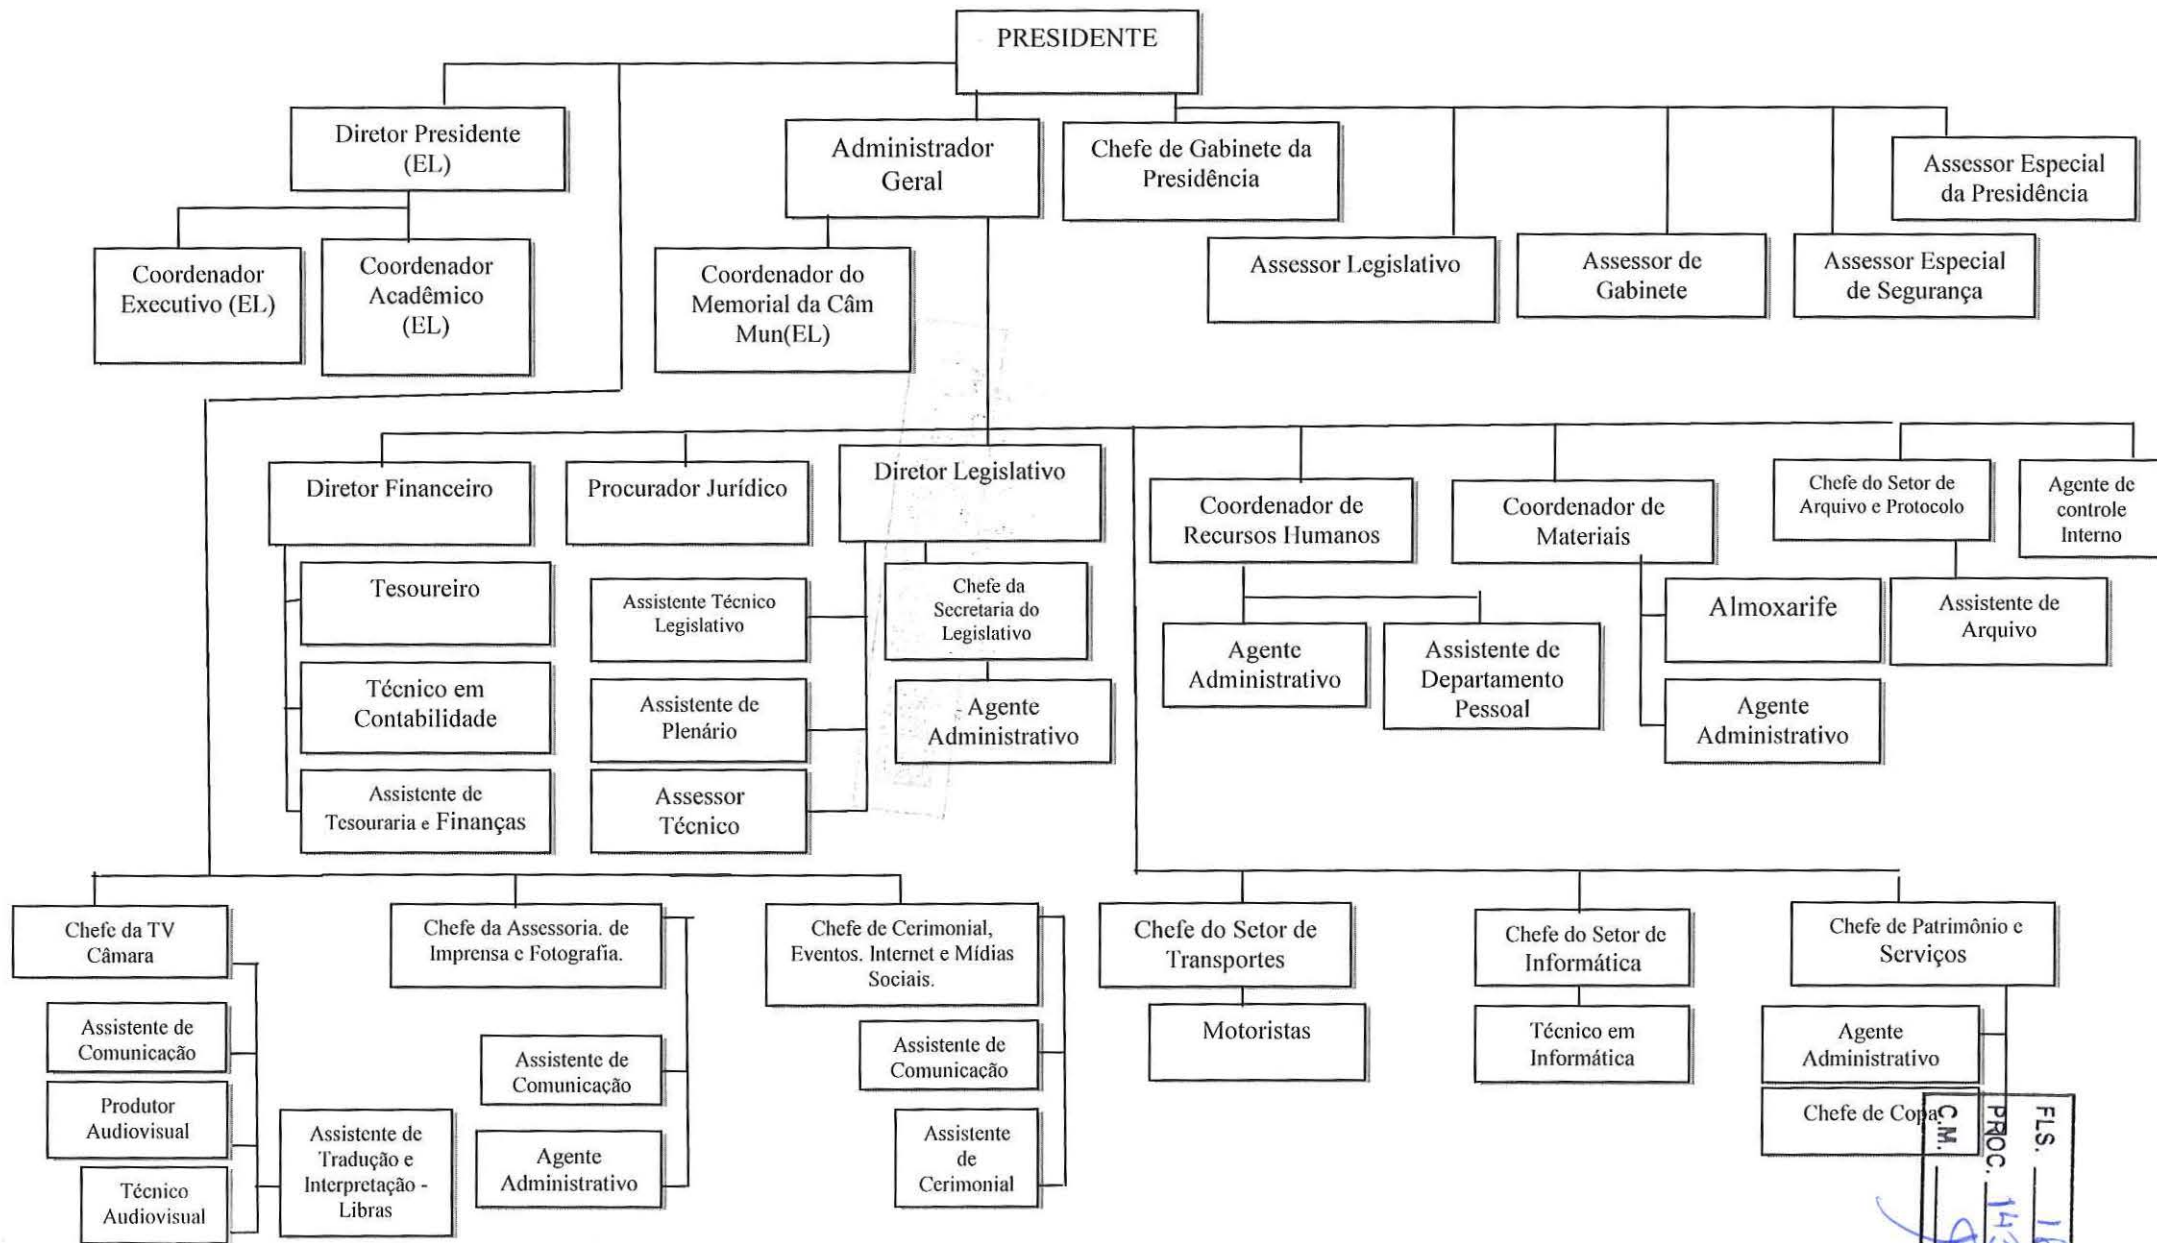 PRESIDENTE
Diretor Presidente
(EL)
Administrador
Geral
Chefe de Gabinete da
Presidência
Assessor Especial
da Presidência
Coordenador
Executivo (EL)
Coordenador
Acadêmico
(EL)
Coordenador do
Memorial da Câm
Mun(EL)
Assessor Legislativo
Assessor de
Gabinete
Assessor Especial
de Segurança
Diretor Financeiro
Procurador Jurídico
Diretor Legislativo
Coordenador de
Recursos Humanos
Coordenador de
Materiais
Chefe do Setor de
Arquivo e Protocolo
Agente de
controle
Interno
Tesoureiro
Técnico em
Contabilidade
Assistente de
Tesouraria e Finanças
Assistente Técnico
Legislativo
Assistente de
Plenário
Assessor
Técnico
Chefe da
Secretaria do
Legislativo
Agente
Administrativo
Agente
Administrativo
Assistente de
Departamento
Pessoal
Almoxarife
Agente
Administrativo
Assistente de
Arquivo
Chefe da TV
Câmara
Chefe da Assessoria. de
Imprensa e Fotografia.
Chefe de Cerimonial,
Eventos. Internet e Mídias
Sociais.
Chefe do Setor de
Transportes
Chefe do Setor de
Informática
Chefe de Patrimônio e
Serviços
Assistente de
Comunicação
Produtor
Audiovisual
Técnico
Audiovisual
Assistente de
Tradução e
Interpretação -
Libras
Assistente de
Comunicação
Agente
Administrativo
Assistente de
Comunicação
Assistente
de
Cerimonial
Motoristas
Técnico em
Informática
Agente
Administrativo
Chefe de Copa
FLS.
PROC. 143
C.M.